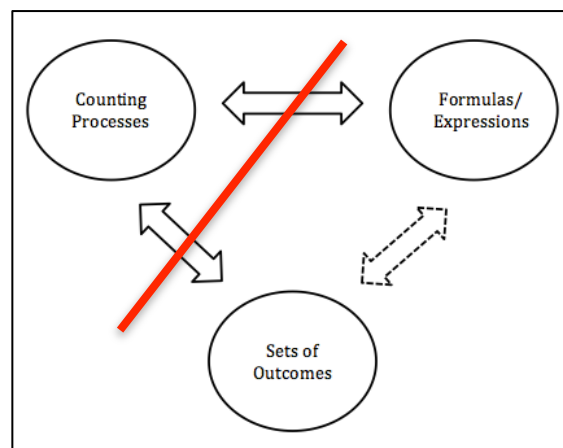 Counting
Processes
Formulas/
Expressions
Sets of
Outcomes